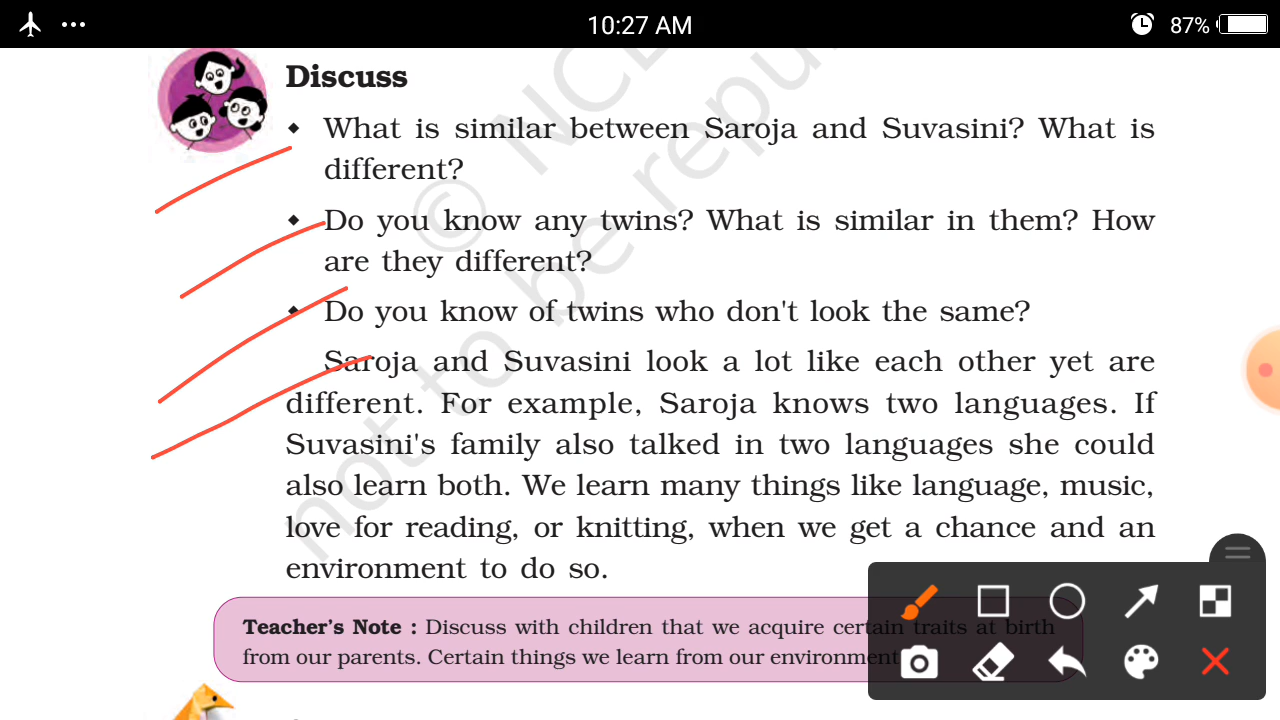 10:27 AM
87%
Discuss
What is similar between Saroja and Suvasini? What is
different?
Do you know any twins? What is similar in them? How
are they different?
Do you know of twins who don't look the same?
Saroja and Suvasini look a lot like each other yet are
different. For example, Saroja knows two languages. If
Suvasini's family also talked in two languages she could
also learn both. We learn many things like language, music,
love for reading, or knitting, when we get a chance and an
environment to do so.
Teacher's Note : Discuss with children that we acquire certain traits at birth
from our parents. Certain things we learn from our environment
not to be repu
© NCE